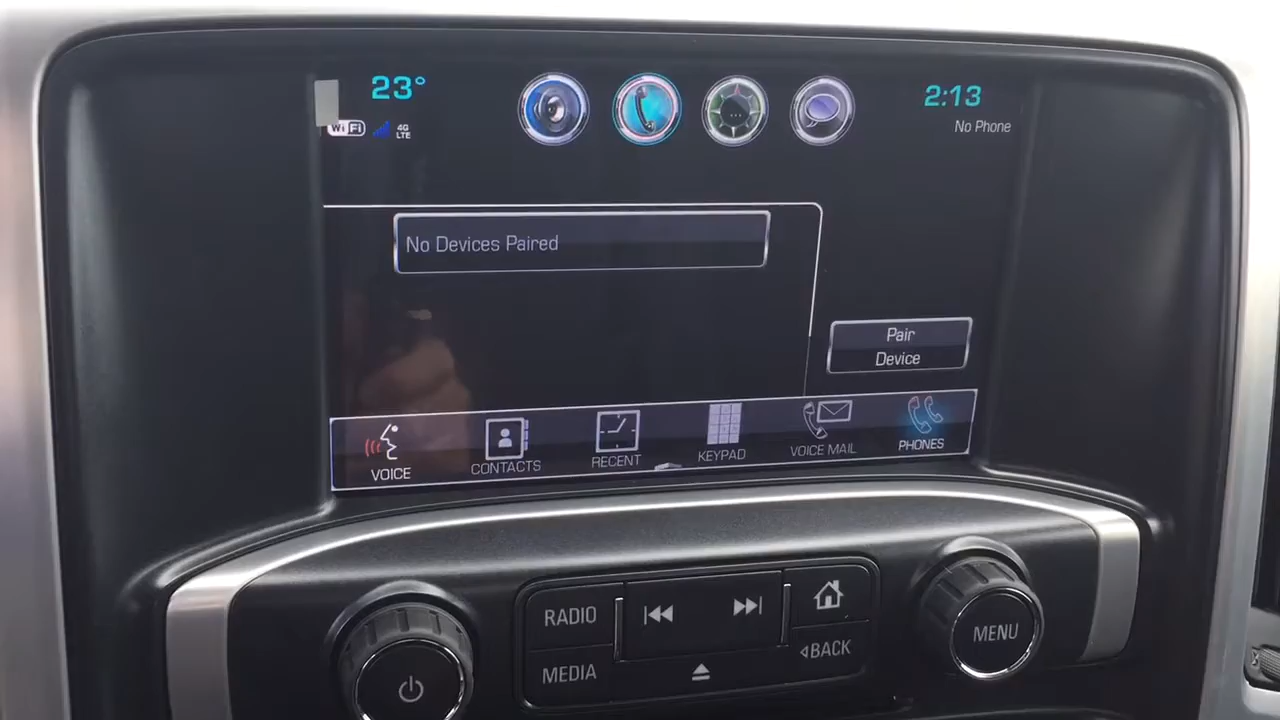 23°
2:13
WiFi
4G
LTE
No Phone
No Devices Paired
Pair
Device
VOICE
CONTACTS
RECENT
KEYPAD
VOICE MAIL
PHONES
RADIO
MEDIA
BACK
MENU